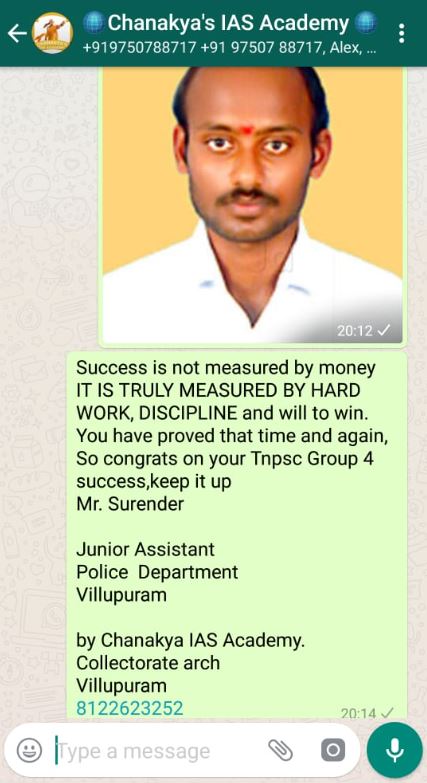 Chanakya's IAS Academy
+919750788717 +91 97507 88717, Alex, ...
20:12
Success is not measured by money
IT IS TRULY MEASURED BY HARD
WORK, DISCIPLINE and will to win.
You have proved that time and again,
So congrats on your Tnpsc Group 4
success,keep it up
Mr. Surender
Junior Assistant
Police Department
Villupuram
by Chanakya IAS Academy.
Collectorate arch
Villupuram
8122623252
20:14
Type a message